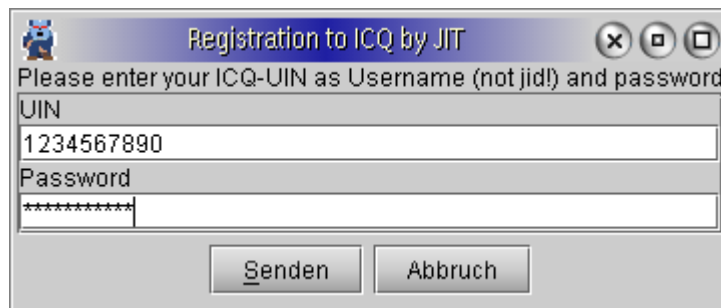 Registration to ICQ by JIT
Please enter your ICQ-UIN as Username (not jid!) and password
UIN
1234567890
Password
***********
Senden Abbruch